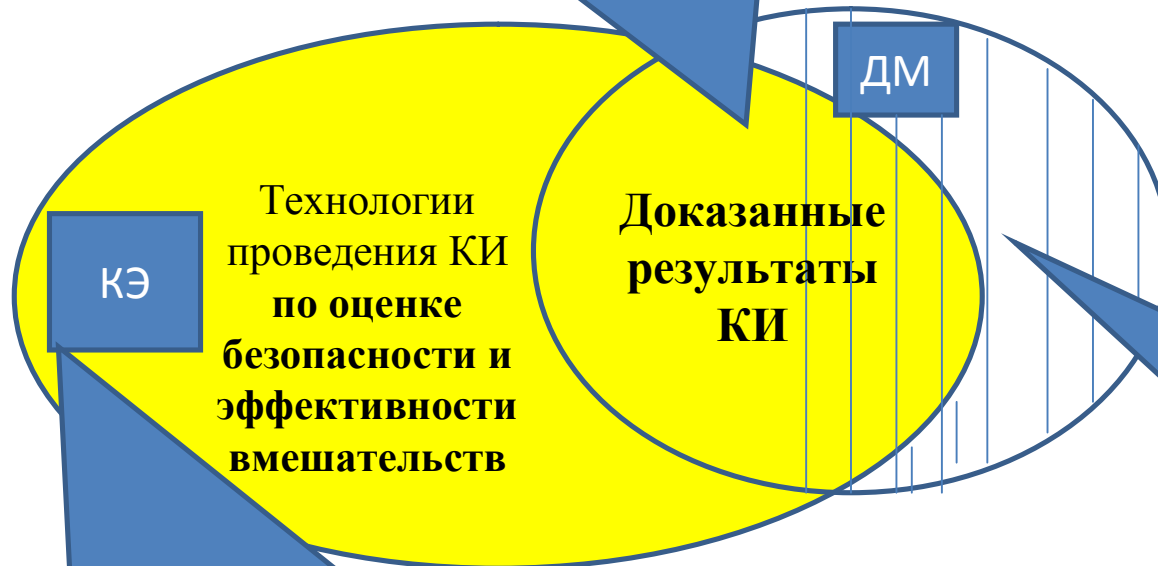 ДМ
КЭ
Технологии
проведения КИ
по оценке
безопасности и
эффективности
вмешательств
Доказанные
результаты
КИ